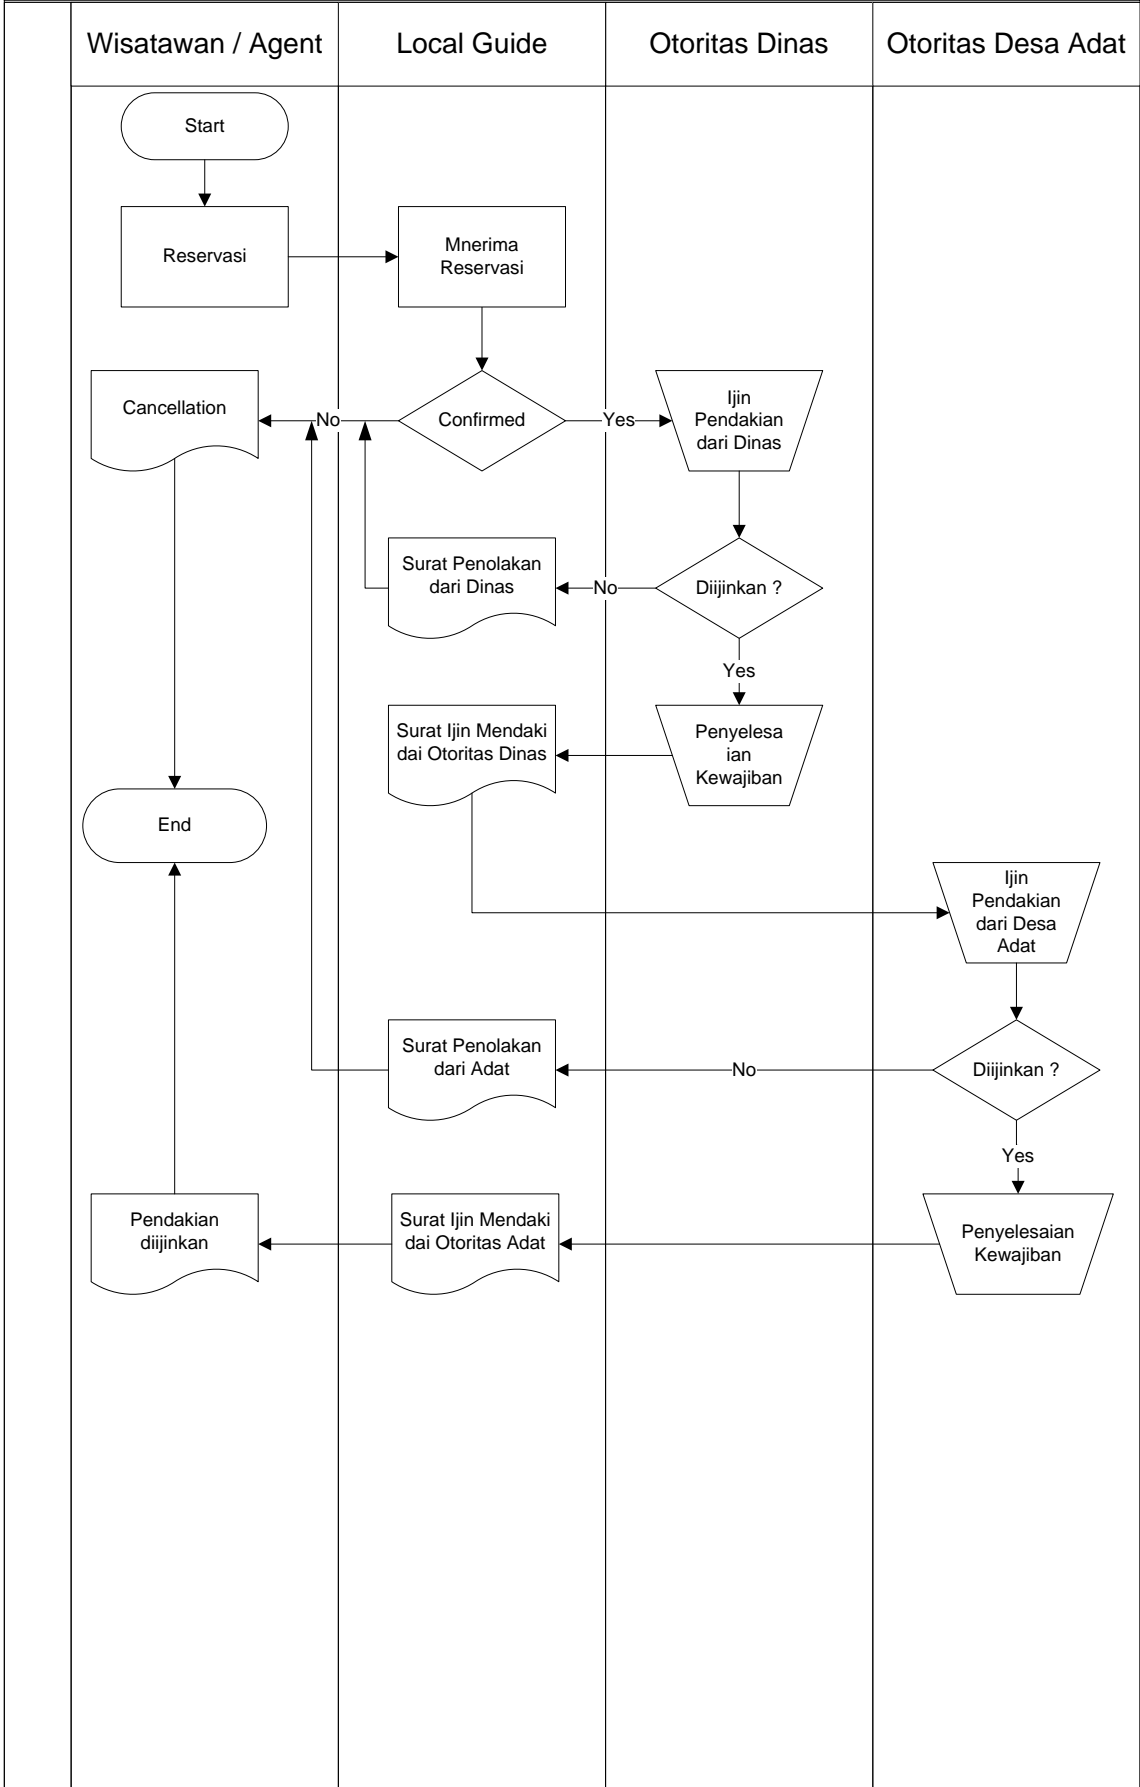 Wisatawan / Agent
Local Guide
Otoritas Dinas
Otoritas Desa Adat
Start
Reservasi
Mnerima
Reservasi
Cancellation
No
Confirmed
Yes
Ijin
Pendakian
dari Dinas
Surat Penolakan
dari Dinas
No
Diijinkan ?
Yes
Surat Ijin Mendaki
dai Otoritas Dinas
Penyelesa
ian
Kewajiban
End
Ijin
Pendakian
dari Desa
Adat
Surat Penolakan
dari Adat
No
Diijinkan ?
Yes
Pendakian
diijinkan
Surat Ijin Mendaki
dai Otoritas Adat
Penyelesaian
Kewajiban